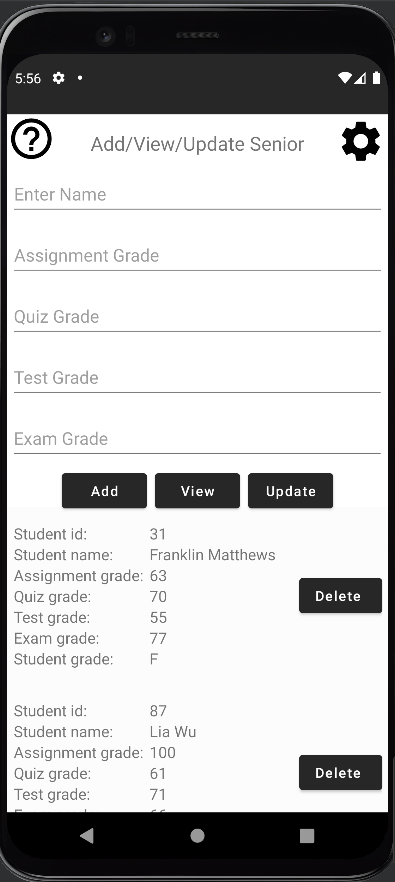 5:56
Add/View/Update Senior
Enter Name
Assignment Grade
Quiz Grade
Test Grade
Exam Grade
Add View Update
Student id: 31
Student name: Franklin Matthews
Assignment grade: 63
Quiz grade: 70
Test grade: 55
Exam grade: 77
Student grade: F
Delete
Student id: 87
Student name: Lia Wu
Assignment grade: 100
Quiz grade: 61
Test grade: 71
Delete